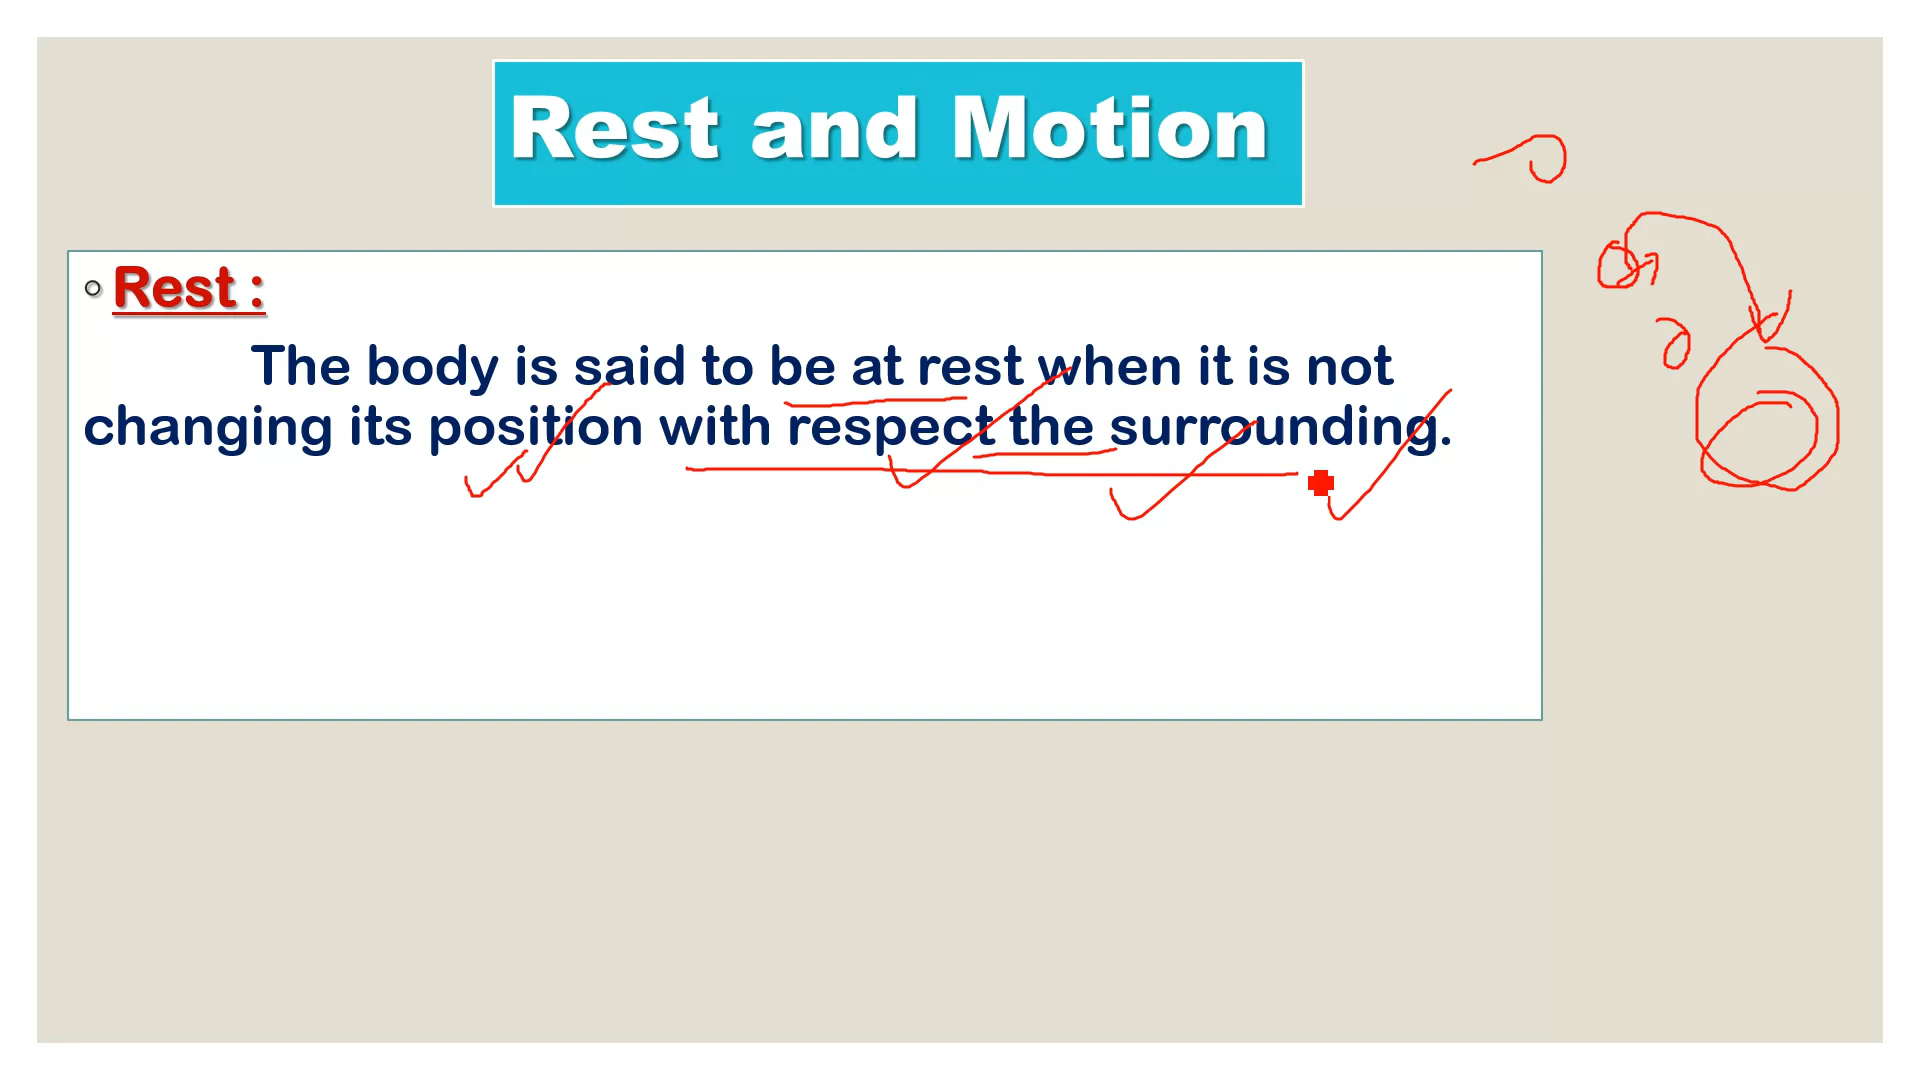 Rest and Motion
◦ Rest :
The body is said to be at rest when it is not
changing its position with respect the surrounding.